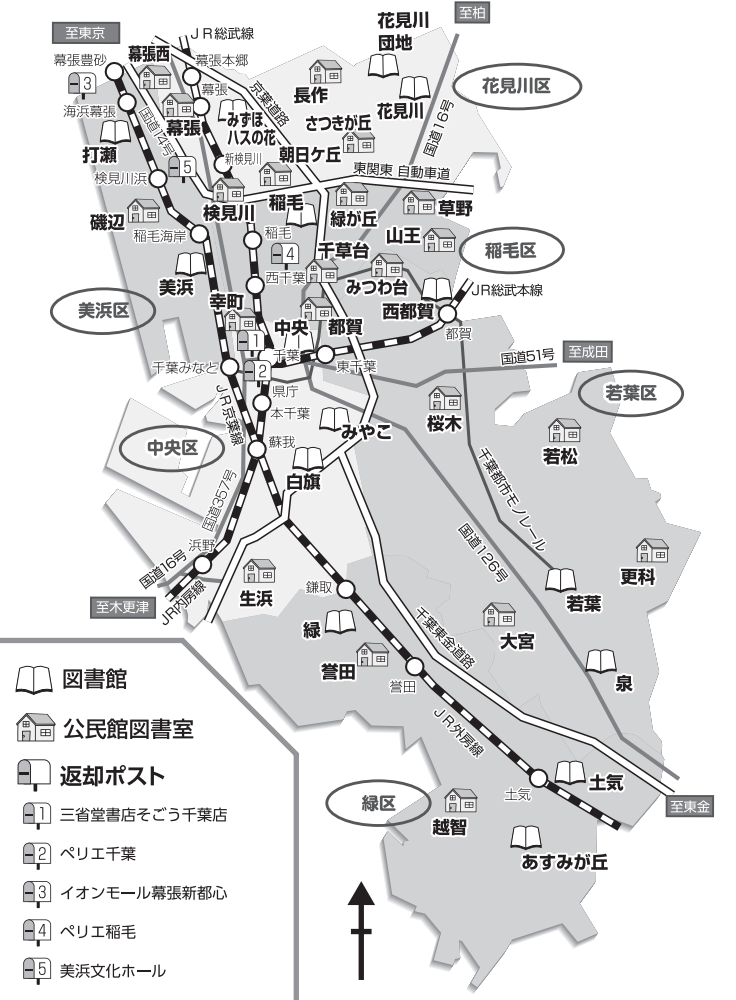 至東京
JR総武線
花見川
団地
至柏
幕張豊砂
幕張西
幕張本郷
花見川区
3
幕張
京葉道路
長作
花見川
海浜幕張
国道14号
幕張
みずほ
ハスの花
さつきが丘
国道16号
打瀬
新検見川
朝日ケ丘
5
東関東 自動車道
検見川浜
検見川
稲毛
緑が丘
草野
磯辺
稲毛海岸
稲毛
千草台
山王
稲毛区
4
美浜
西千葉
みつわ台
JR総武本線
美浜区
幸町
中央
都賀
西都賀
都賀
1
千葉
東千葉
国道51号
至成田
千葉みなと
2
県庁
若葉区
JR京葉線
本千葉
桜木
みやこ
若松
中央区
蘇我
白旗
千葉都市モノレール
国道357号
国道126号
浜野
国道16号
更科
JR内房線
至木更津
生浜
鎌取
若葉
緑
千葉東金道路
大宮
誉田
誉田
泉
JR外房線
土気
土気
至東金
緑区
越智
あすみが丘
図書館
公民館図書室
返却ポスト
1 三省堂書店そごう千葉店
2 ペリエ千葉
3 イオンモール幕張新都心
4 ペリエ稲毛
5 美浜文化ホール